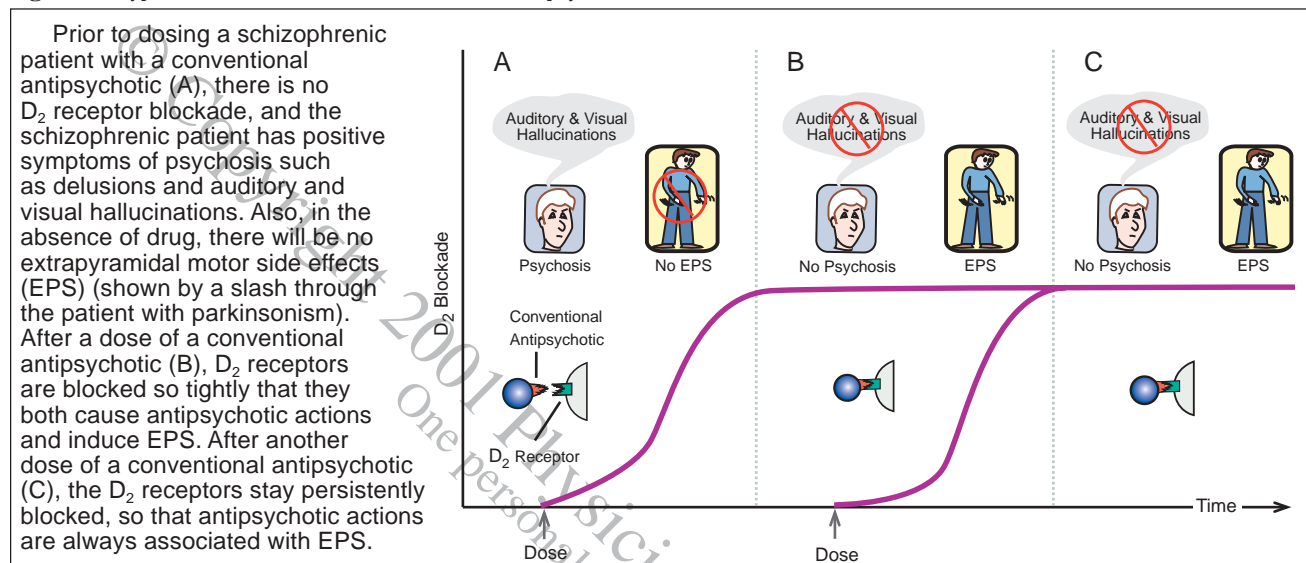 Prior to dosing a schizophrenic
patient with a conventional
antipsychotic (A), there is no
D₂ receptor blockade, and the
schizophrenic patient has positive
symptoms of psychosis such
as delusions and auditory and
visual hallucinations. Also, in the
absence of drug, there will be no
extrapyramidal motor side effects
(EPS) (shown by a slash through
the patient with parkinsonism).
After a dose of a conventional
antipsychotic (B), D₂ receptors
are blocked so tightly that they
both cause antipsychotic actions
and induce EPS. After another
dose of a conventional antipsychotic
(C), the D₂ receptors stay persistently
blocked, so that antipsychotic actions
are always associated with EPS.
D₂ Blockade
A
Auditory & Visual
Hallucinations
Psychosis
No EPS
Conventional
Antipsychotic
D₂ Receptor
Dose
B
Auditory & Visual
Hallucinations
No Psychosis
EPS
Dose
C
Auditory & Visual
Hallucinations
No Psychosis
EPS
Time
© Copyright 2001 Physici
One personal